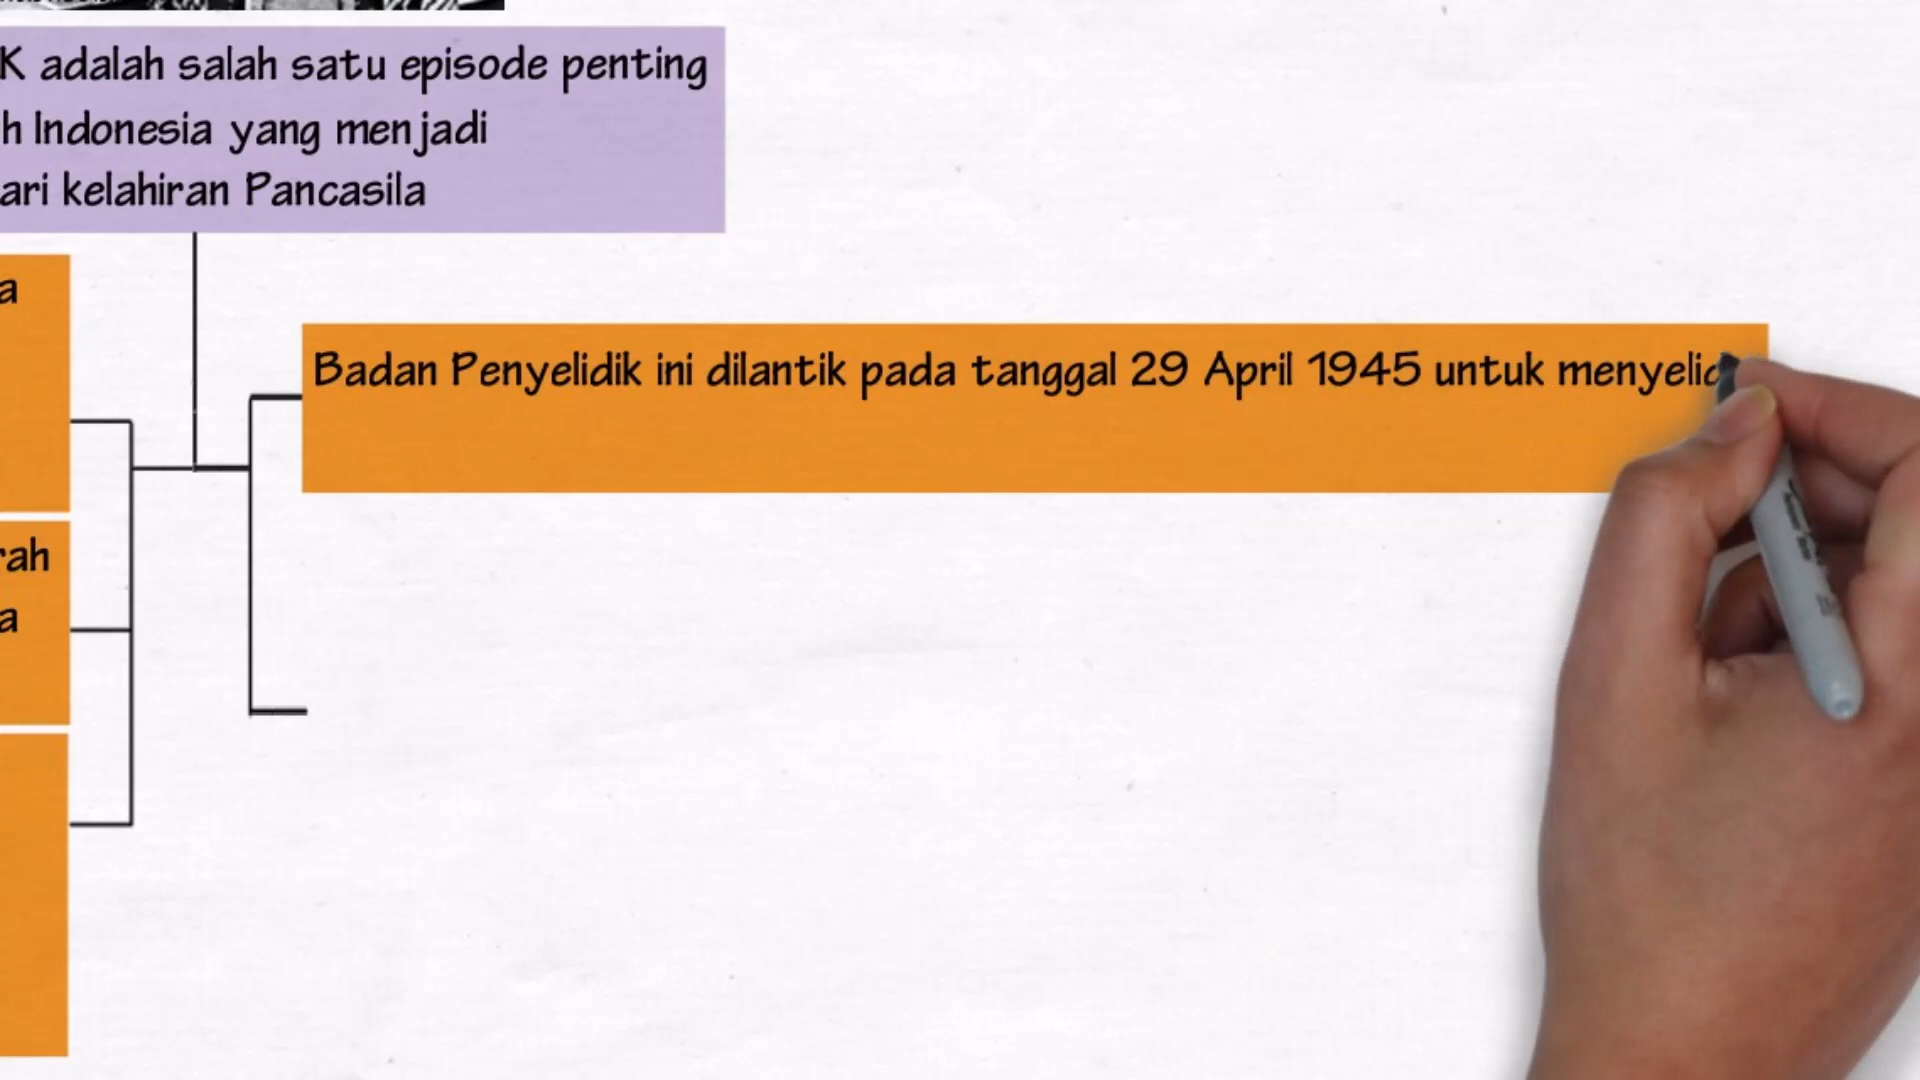 K adalah salah satu episode penting
h Indonesia yang menjadi
ari kelahiran Pancasila
a
Badan Penyelidik ini dilantik pada tanggal 29 April 1945 untuk menyelid
rah
a